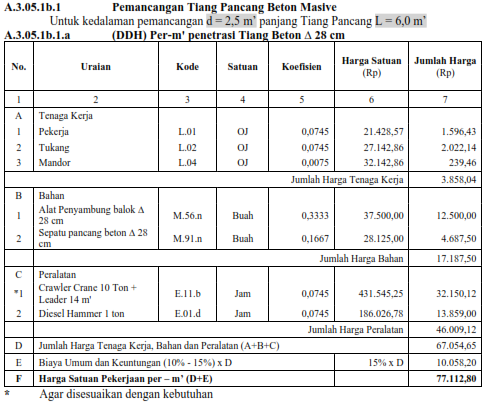 A.3.05.1b.1 Pemancangan Tiang Pancang Beton Masive
Untuk kedalaman pemancangan d = 2,5 m' panjang Tiang Pancang L = 6,0 m'
A.3.05.1b.1.a (DDH) Per-m' penetrasi Tiang Beton Δ 28 cm
No. Uraian Kode Satuan Koefisien Harga Satuan (Rp) Jumlah Harga (Rp)
1 2 3 4 5 6 7
A Tenaga Kerja
1 Pekerja L.01 OJ 0,0745 21.428,57 1.596,43
2 Tukang L.02 OJ 0,0745 27.142,86 2.022,14
3 Mandor L.04 OJ 0,0075 32.142,86 239,46
Jumlah Harga Tenaga Kerja 3.858,04
B Bahan
1 Alat Penyambung balok Δ 28 cm M.56.n Buah 0,3333 37.500,00 12.500,00
2 Sepatu pancang beton Δ 28 cm M.91.n Buah 0,1667 28.125,00 4.687,50
Jumlah Harga Bahan 17.187,50
C Peralatan
*1 Crawler Crane 10 Ton + Leader 14 m' E.11.b Jam 0,0745 431.545,25 32.150,12
2 Diesel Hammer 1 ton E.01.d Jam 0,0745 186.026,78 13.859,00
Jumlah Harga Peralatan 46.009,12
D Jumlah Harga Tenaga Kerja, Bahan dan Peralatan (A+B+C) 67.054,65
E Biaya Umum dan Keuntungan (10% - 15%) x D 15% x D 10.058,20
F Harga Satuan Pekerjaan per – m' (D+E) 77.112,80
* Agar disesuaikan dengan kebutuhan